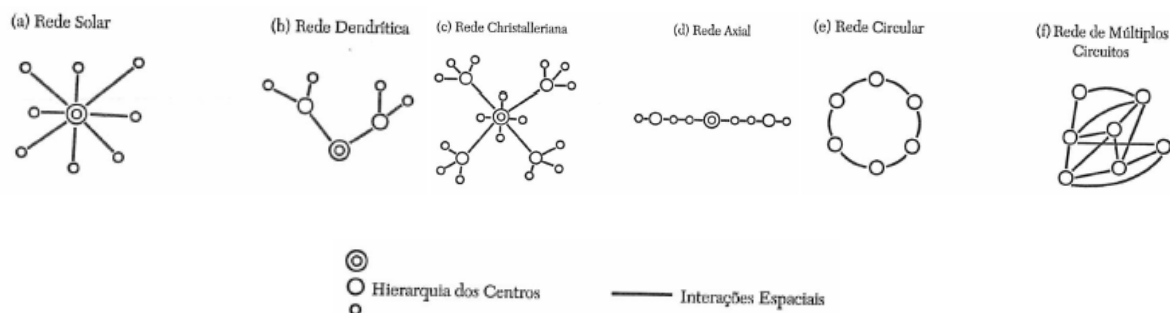 (a) Rede Solar
(b) Rede Dendrítica
(c) Rede Christalleriana
(d) Rede Axial
(e) Rede Circular
(f) Rede de Múltiplos
Circuitos
Hierarquia dos Centros
Interações Espaciais